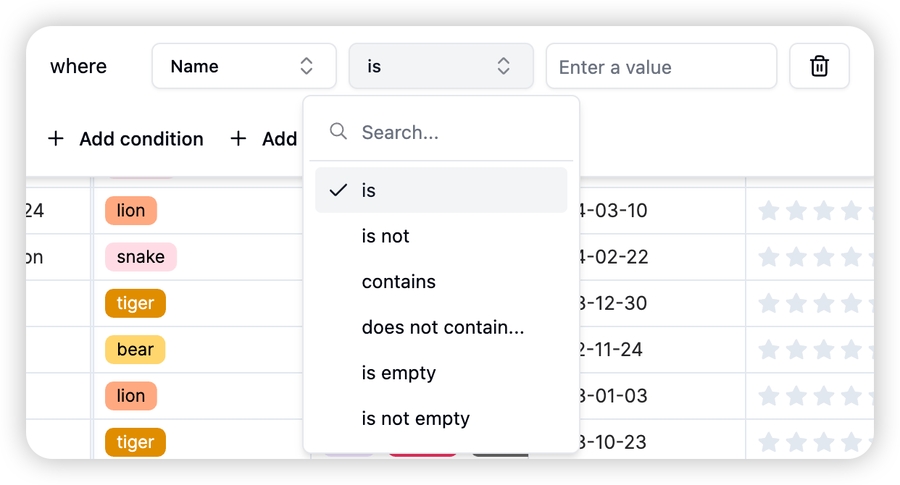 where Name is Enter a value
+ Add condition + Add
Search...
is
is not
contains
does not contain...
is empty
is not empty
24 lion 4-03-10
on snake 4-02-22
tiger 3-12-30
bear 2-11-24
lion 3-01-03
tiger 3-10-23